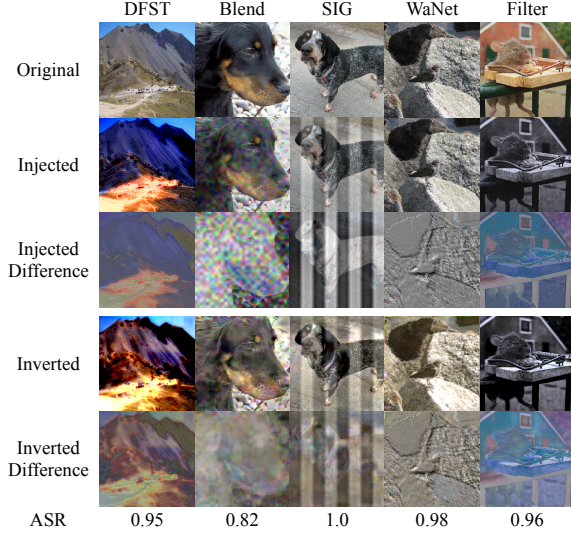 DFST Blend SIG WaNet Filter
Original
Injected
Injected
Difference
Inverted
Inverted
Difference
ASR 0.95 0.82 1.0 0.98 0.96